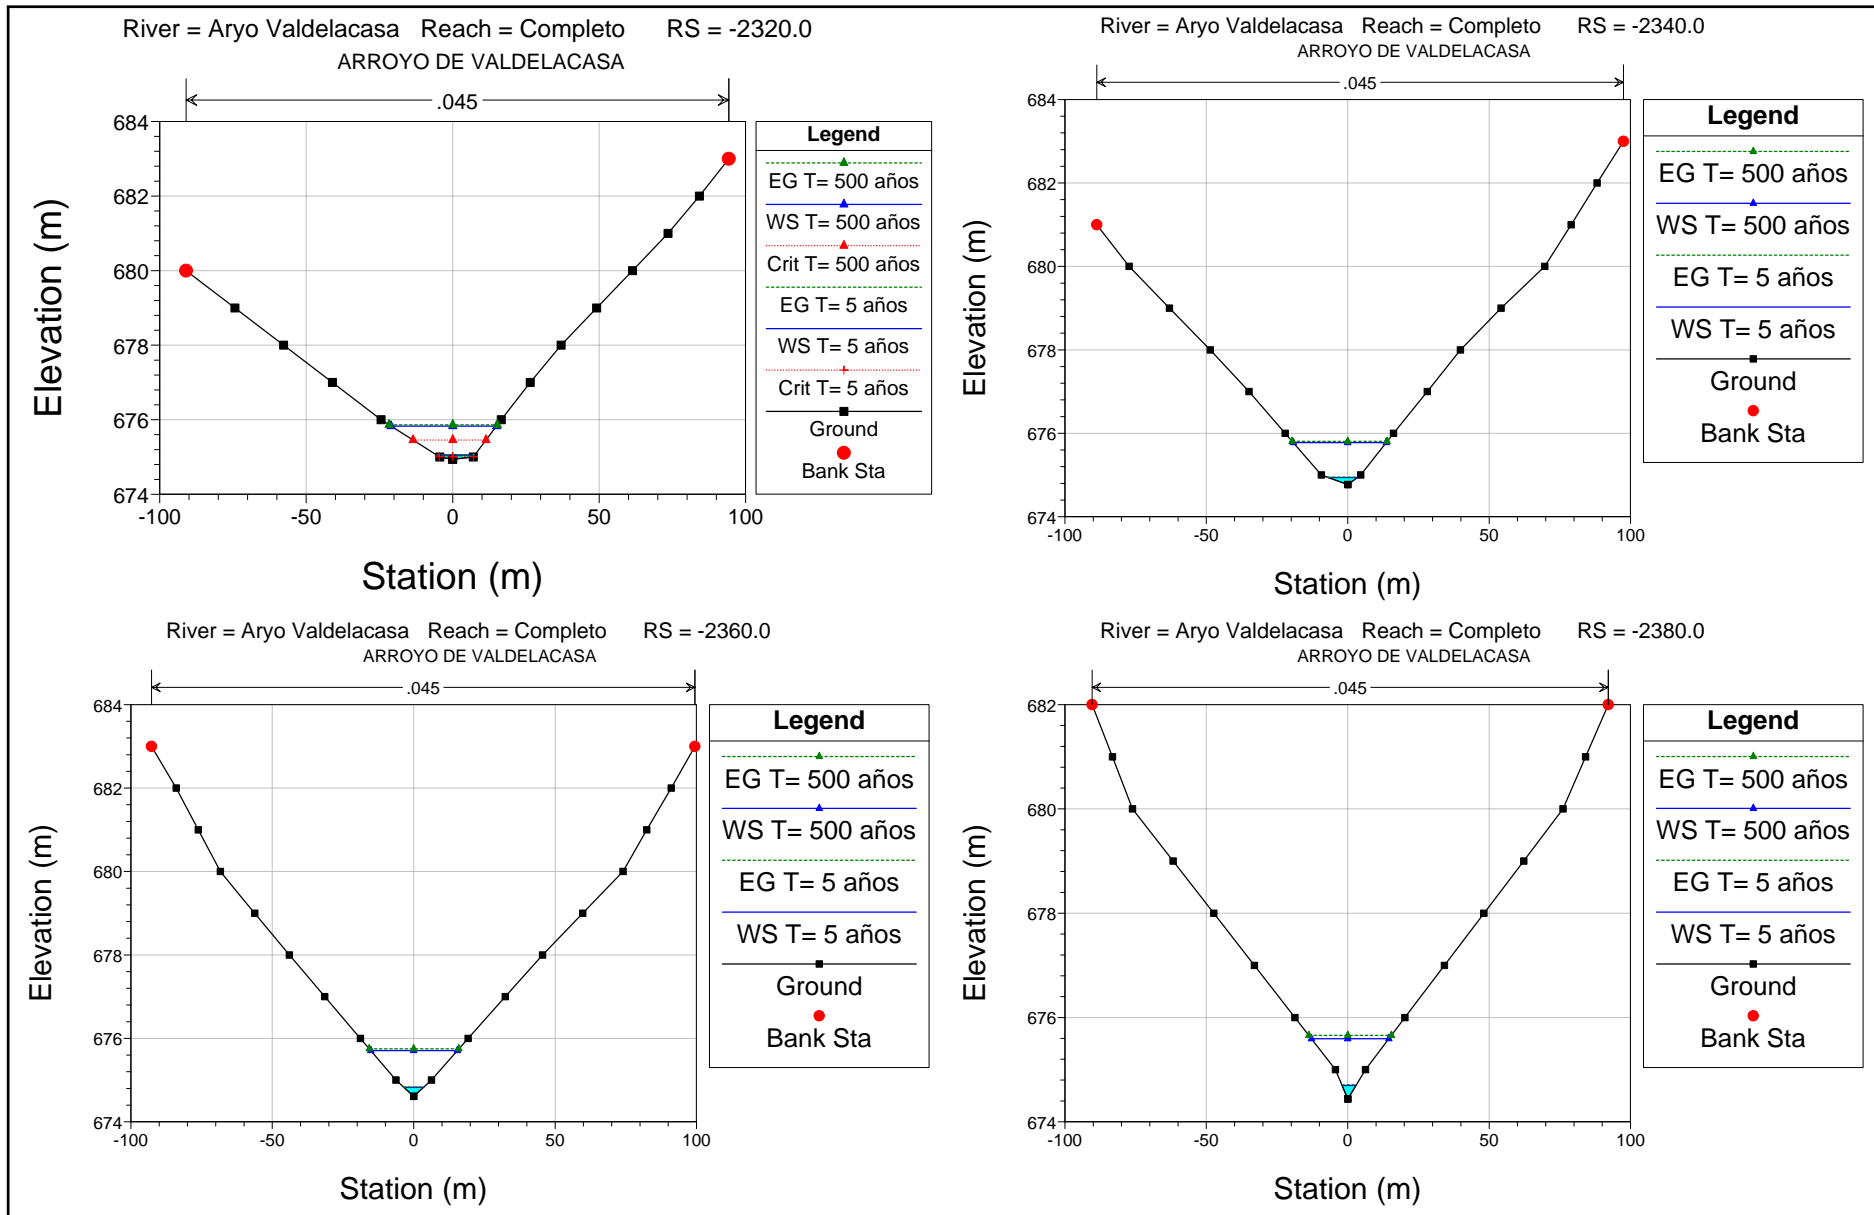 River = Aryo Valdelacasa Reach = Completo RS = -2320.0
ARROYO DE VALDELACASA
.045
684
682
680
678
676
674
-100
-50
0
50
100
Elevation (m)
Station (m)
Legend
EG T= 500 años
WS T= 500 años
Crit T= 500 años
EG T= 5 años
WS T= 5 años
Crit T= 5 años
Ground
Bank Sta
River = Aryo Valdelacasa Reach = Completo RS = -2340.0
ARROYO DE VALDELACASA
.045
684
682
680
678
676
674
-100
-50
0
50
100
Elevation (m)
Station (m)
Legend
EG T= 500 años
WS T= 500 años
EG T= 5 años
WS T= 5 años
Ground
Bank Sta
River = Aryo Valdelacasa Reach = Completo RS = -2360.0
ARROYO DE VALDELACASA
.045
684
682
680
678
676
674
-100
-50
0
50
100
Elevation (m)
Station (m)
Legend
EG T= 500 años
WS T= 500 años
EG T= 5 años
WS T= 5 años
Ground
Bank Sta
River = Aryo Valdelacasa Reach = Completo RS = -2380.0
ARROYO DE VALDELACASA
.045
682
680
678
676
674
-100
-50
0
50
100
Elevation (m)
Station (m)
Legend
EG T= 500 años
WS T= 500 años
EG T= 5 años
WS T= 5 años
Ground
Bank Sta